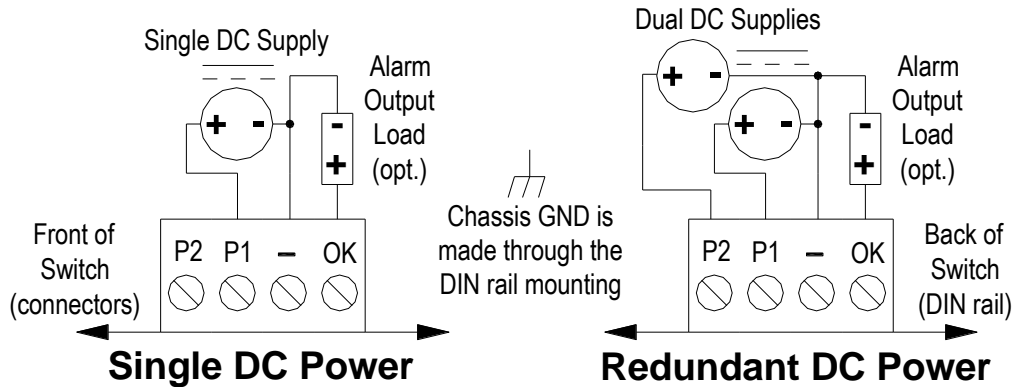 Single DC Supply
+ -
Alarm
Output
Load
(opt.)
-
+
Front of
Switch
(connectors)
P2 P1 – OK
Single DC Power
Chassis GND is
made through the
DIN rail mounting
Dual DC Supplies
+ -
+ -
Alarm
Output
Load
(opt.)
-
+
P2 P1 – OK
Back of
Switch
(DIN rail)
Redundant DC Power